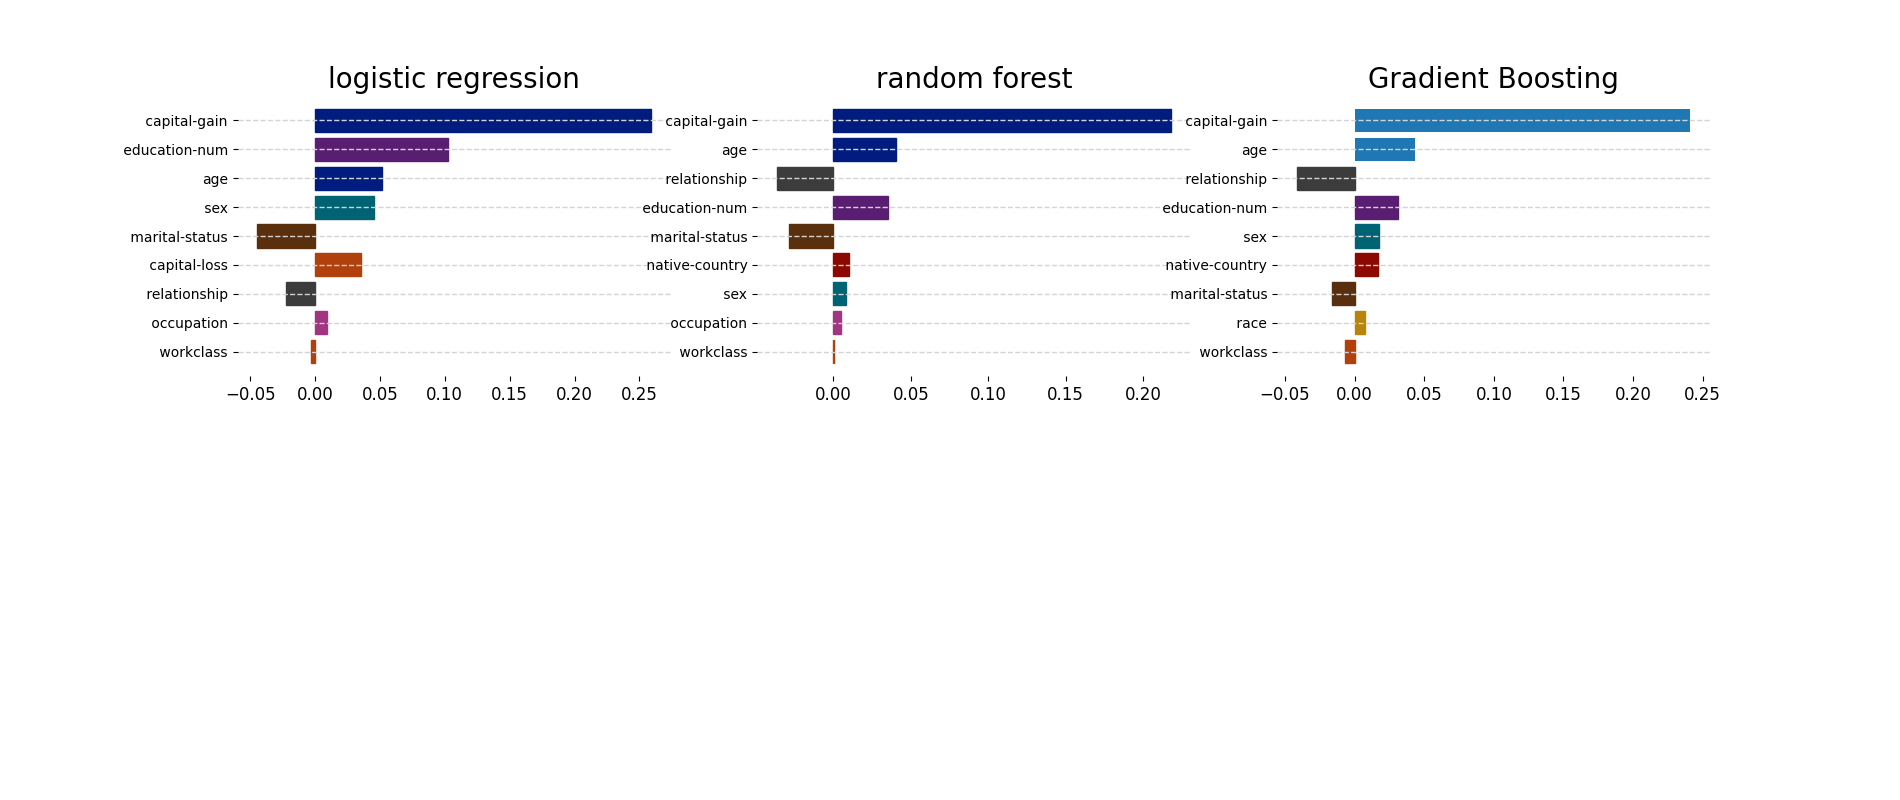 logistic regression
capital-gain
education-num
age
sex
marital-status
capital-loss
relationship
occupation
workclass
−0.05 0.00 0.05 0.10 0.15 0.20 0.25
random forest
capital-gain
age
relationship
education-num
marital-status
native-country
sex
occupation
workclass
0.00 0.05 0.10 0.15 0.20
Gradient Boosting
capital-gain
age
relationship
education-num
sex
native-country
marital-status
race
workclass
−0.05 0.00 0.05 0.10 0.15 0.20 0.25